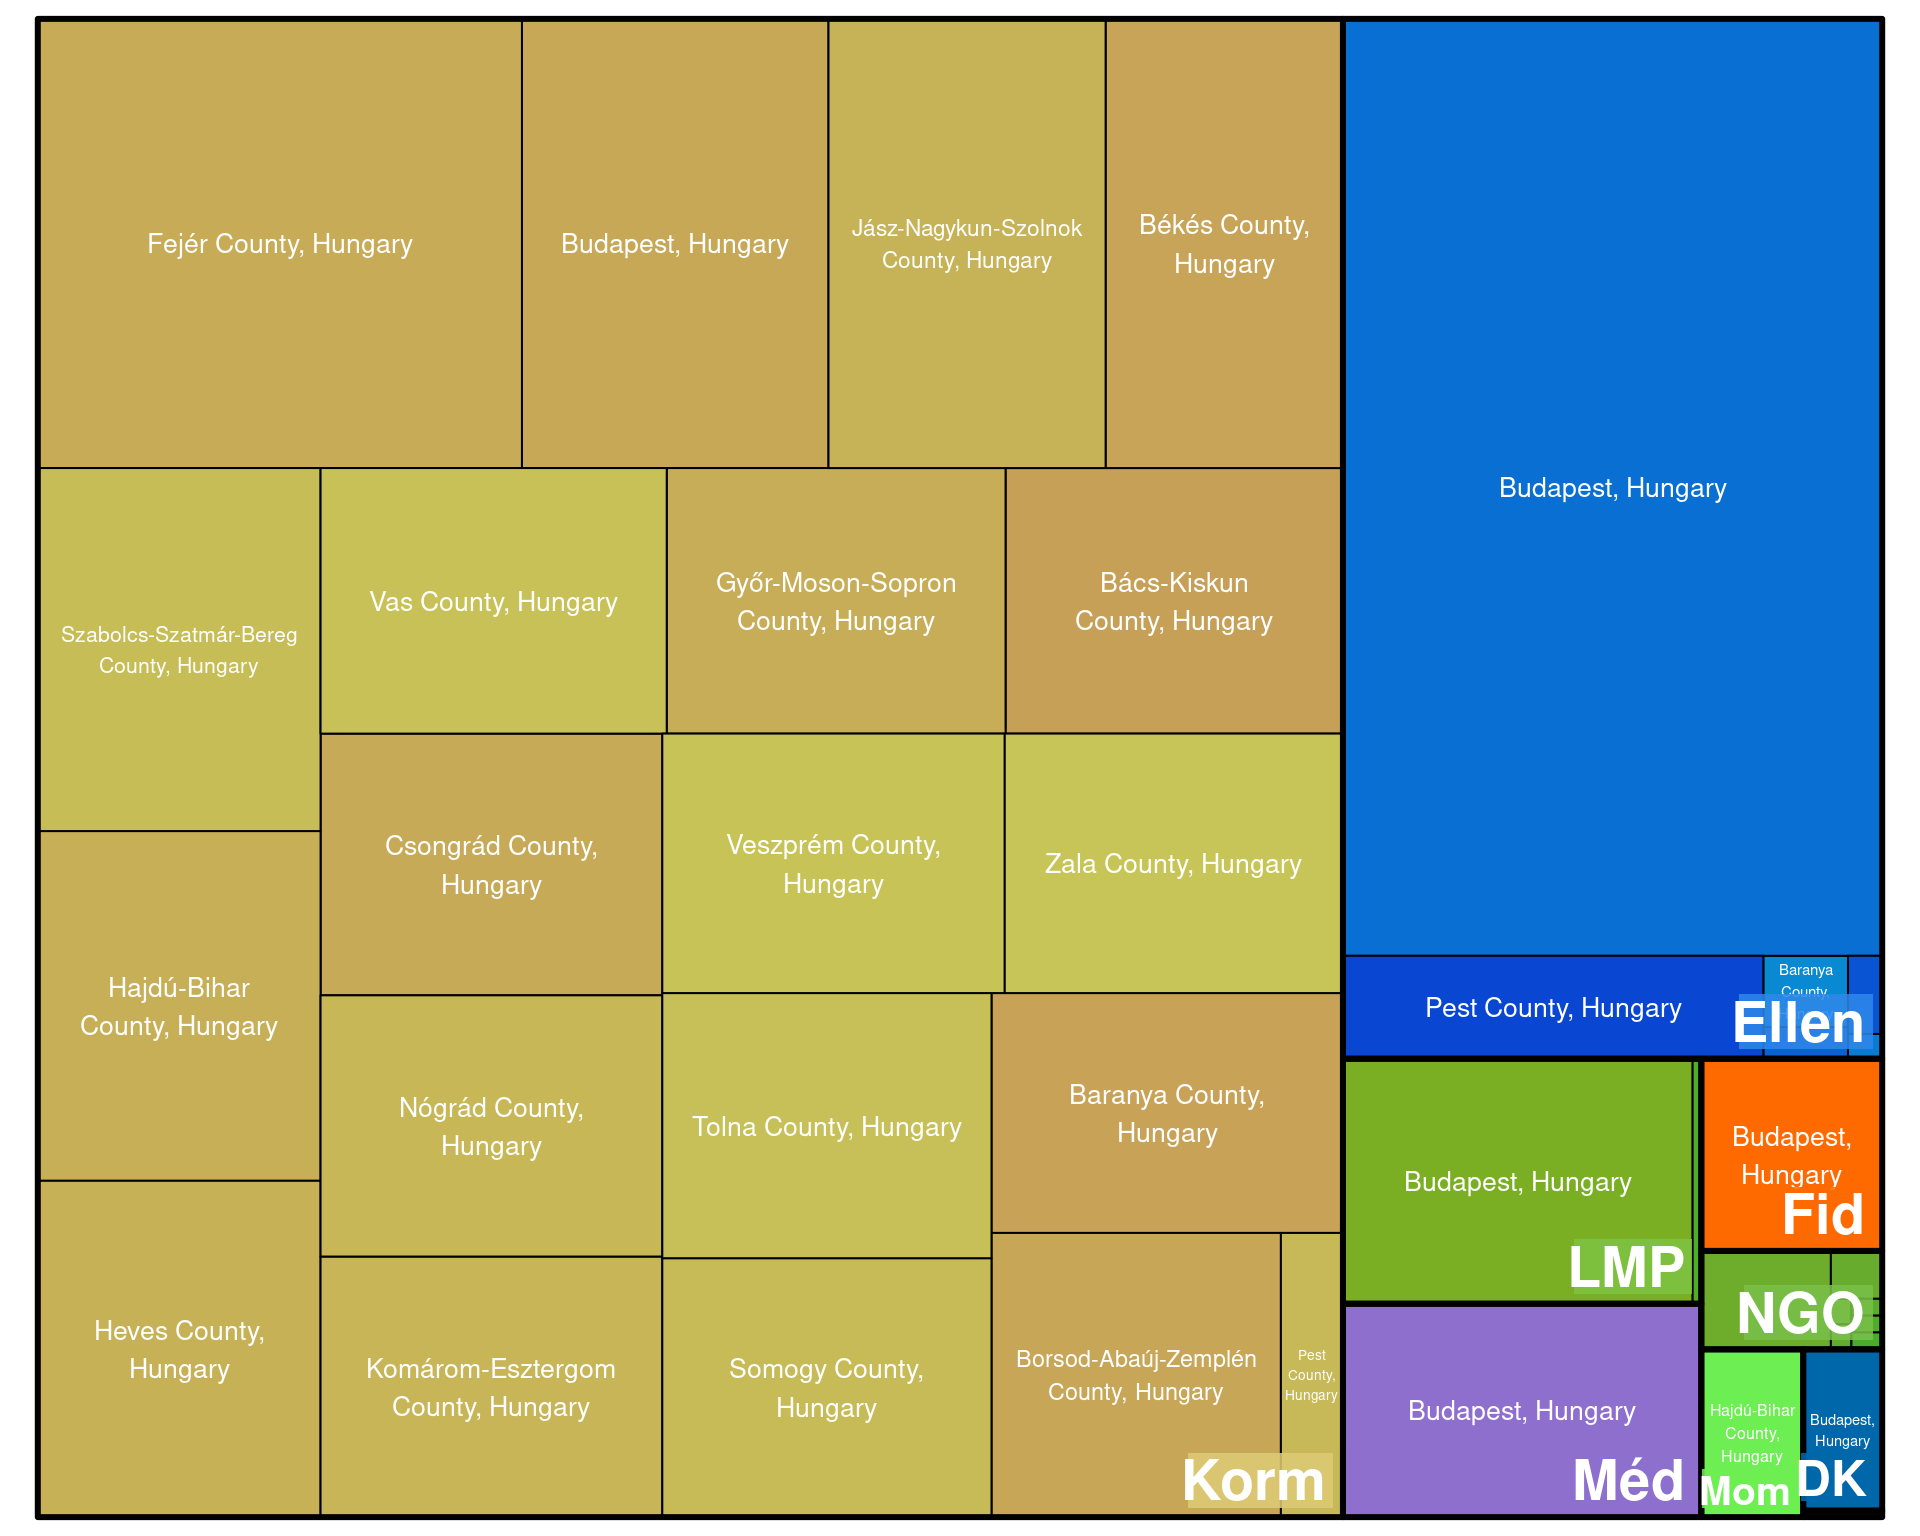 Fejér County, Hungary
Budapest, Hungary
Jász-Nagykun-Szolnok
County, Hungary
Békés County,
Hungary
Szabolcs-Szatmár-Bereg
County, Hungary
Vas County, Hungary
Győr-Moson-Sopron
County, Hungary
Bács-Kiskun
County, Hungary
Hajdú-Bihar
County, Hungary
Csongrád County,
Hungary
Veszprém County,
Hungary
Zala County, Hungary
Heves County,
Hungary
Nógrád County,
Hungary
Komárom-Esztergom
County, Hungary
Tolna County, Hungary
Somogy County,
Hungary
Baranya County,
Hungary
Borsod-Abaúj-Zemplén
County, Hungary
Pest
County,
Hungary
Korm
Budapest, Hungary
Pest County, Hungary
Baranya
County,
Ellen
Budapest, Hungary
LMP
Budapest,
Hungary
Fid
NGO
Budapest, Hungary
Méd
Hajdú-Bihar
County,
Hungary
Mom
Budapest,
Hungary
DK